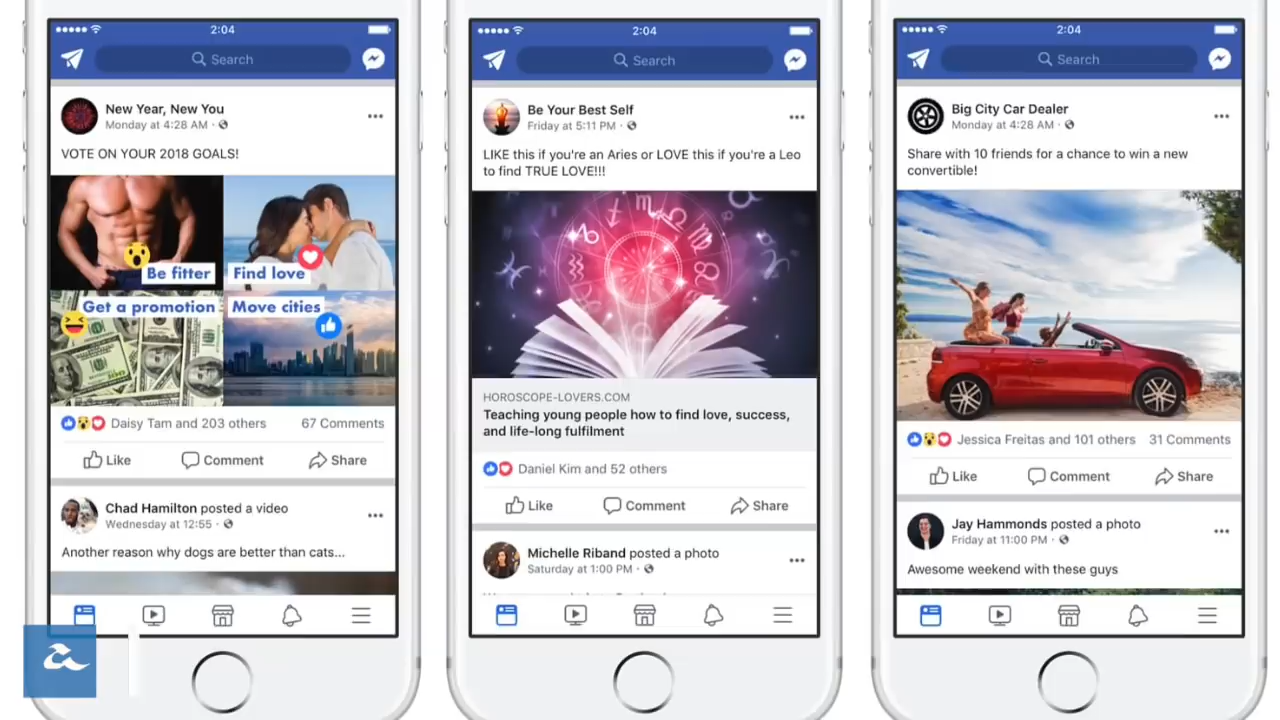 2:04
Search
New Year, New You
Monday at 4:28 AM ·
VOTE ON YOUR 2018 GOALS!
Be fitter
Find love
Get a promotion
Move cities
Daisy Tam and 203 others
67 Comments
Like
Comment
Share
Chad Hamilton posted a video
Wednesday at 12:55 ·
Another reason why dogs are better than cats...
2:04
Search
Be Your Best Self
Friday at 5:11 PM ·
LIKE this if you're an Aries or LOVE this if you're a Leo
to find TRUE LOVE!!!
HOROSCOPE-LOVERS.COM
Teaching young people how to find love, success,
and life-long fulfilment
Daniel Kim and 52 others
Like
Comment
Share
Michelle Riband posted a photo
Saturday at 1:00 PM ·
2:04
Search
Big City Car Dealer
Monday at 4:28 AM ·
Share with 10 friends for a chance to win a new
convertible!
Jessica Freitas and 101 others
31 Comments
Like
Comment
Share
Jay Hammonds posted a photo
Friday at 11:00 PM ·
Awesome weekend with these guys